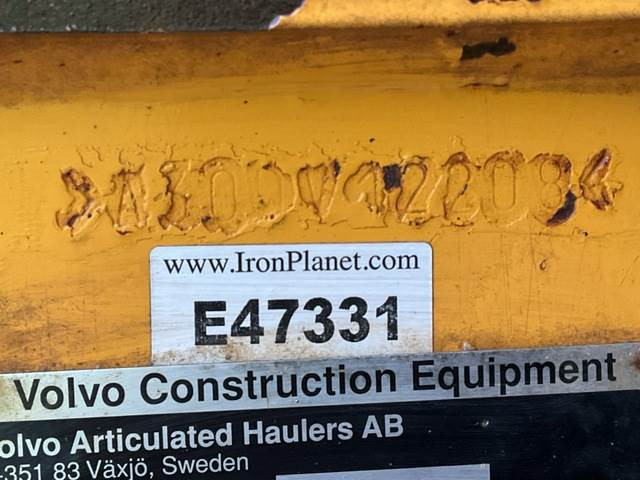 A30DV12208
www.IronPlanet.com
E47331
Volvo Construction Equipment
olvo Articulated Haulers AB
-351 83 Växjö, Sweden